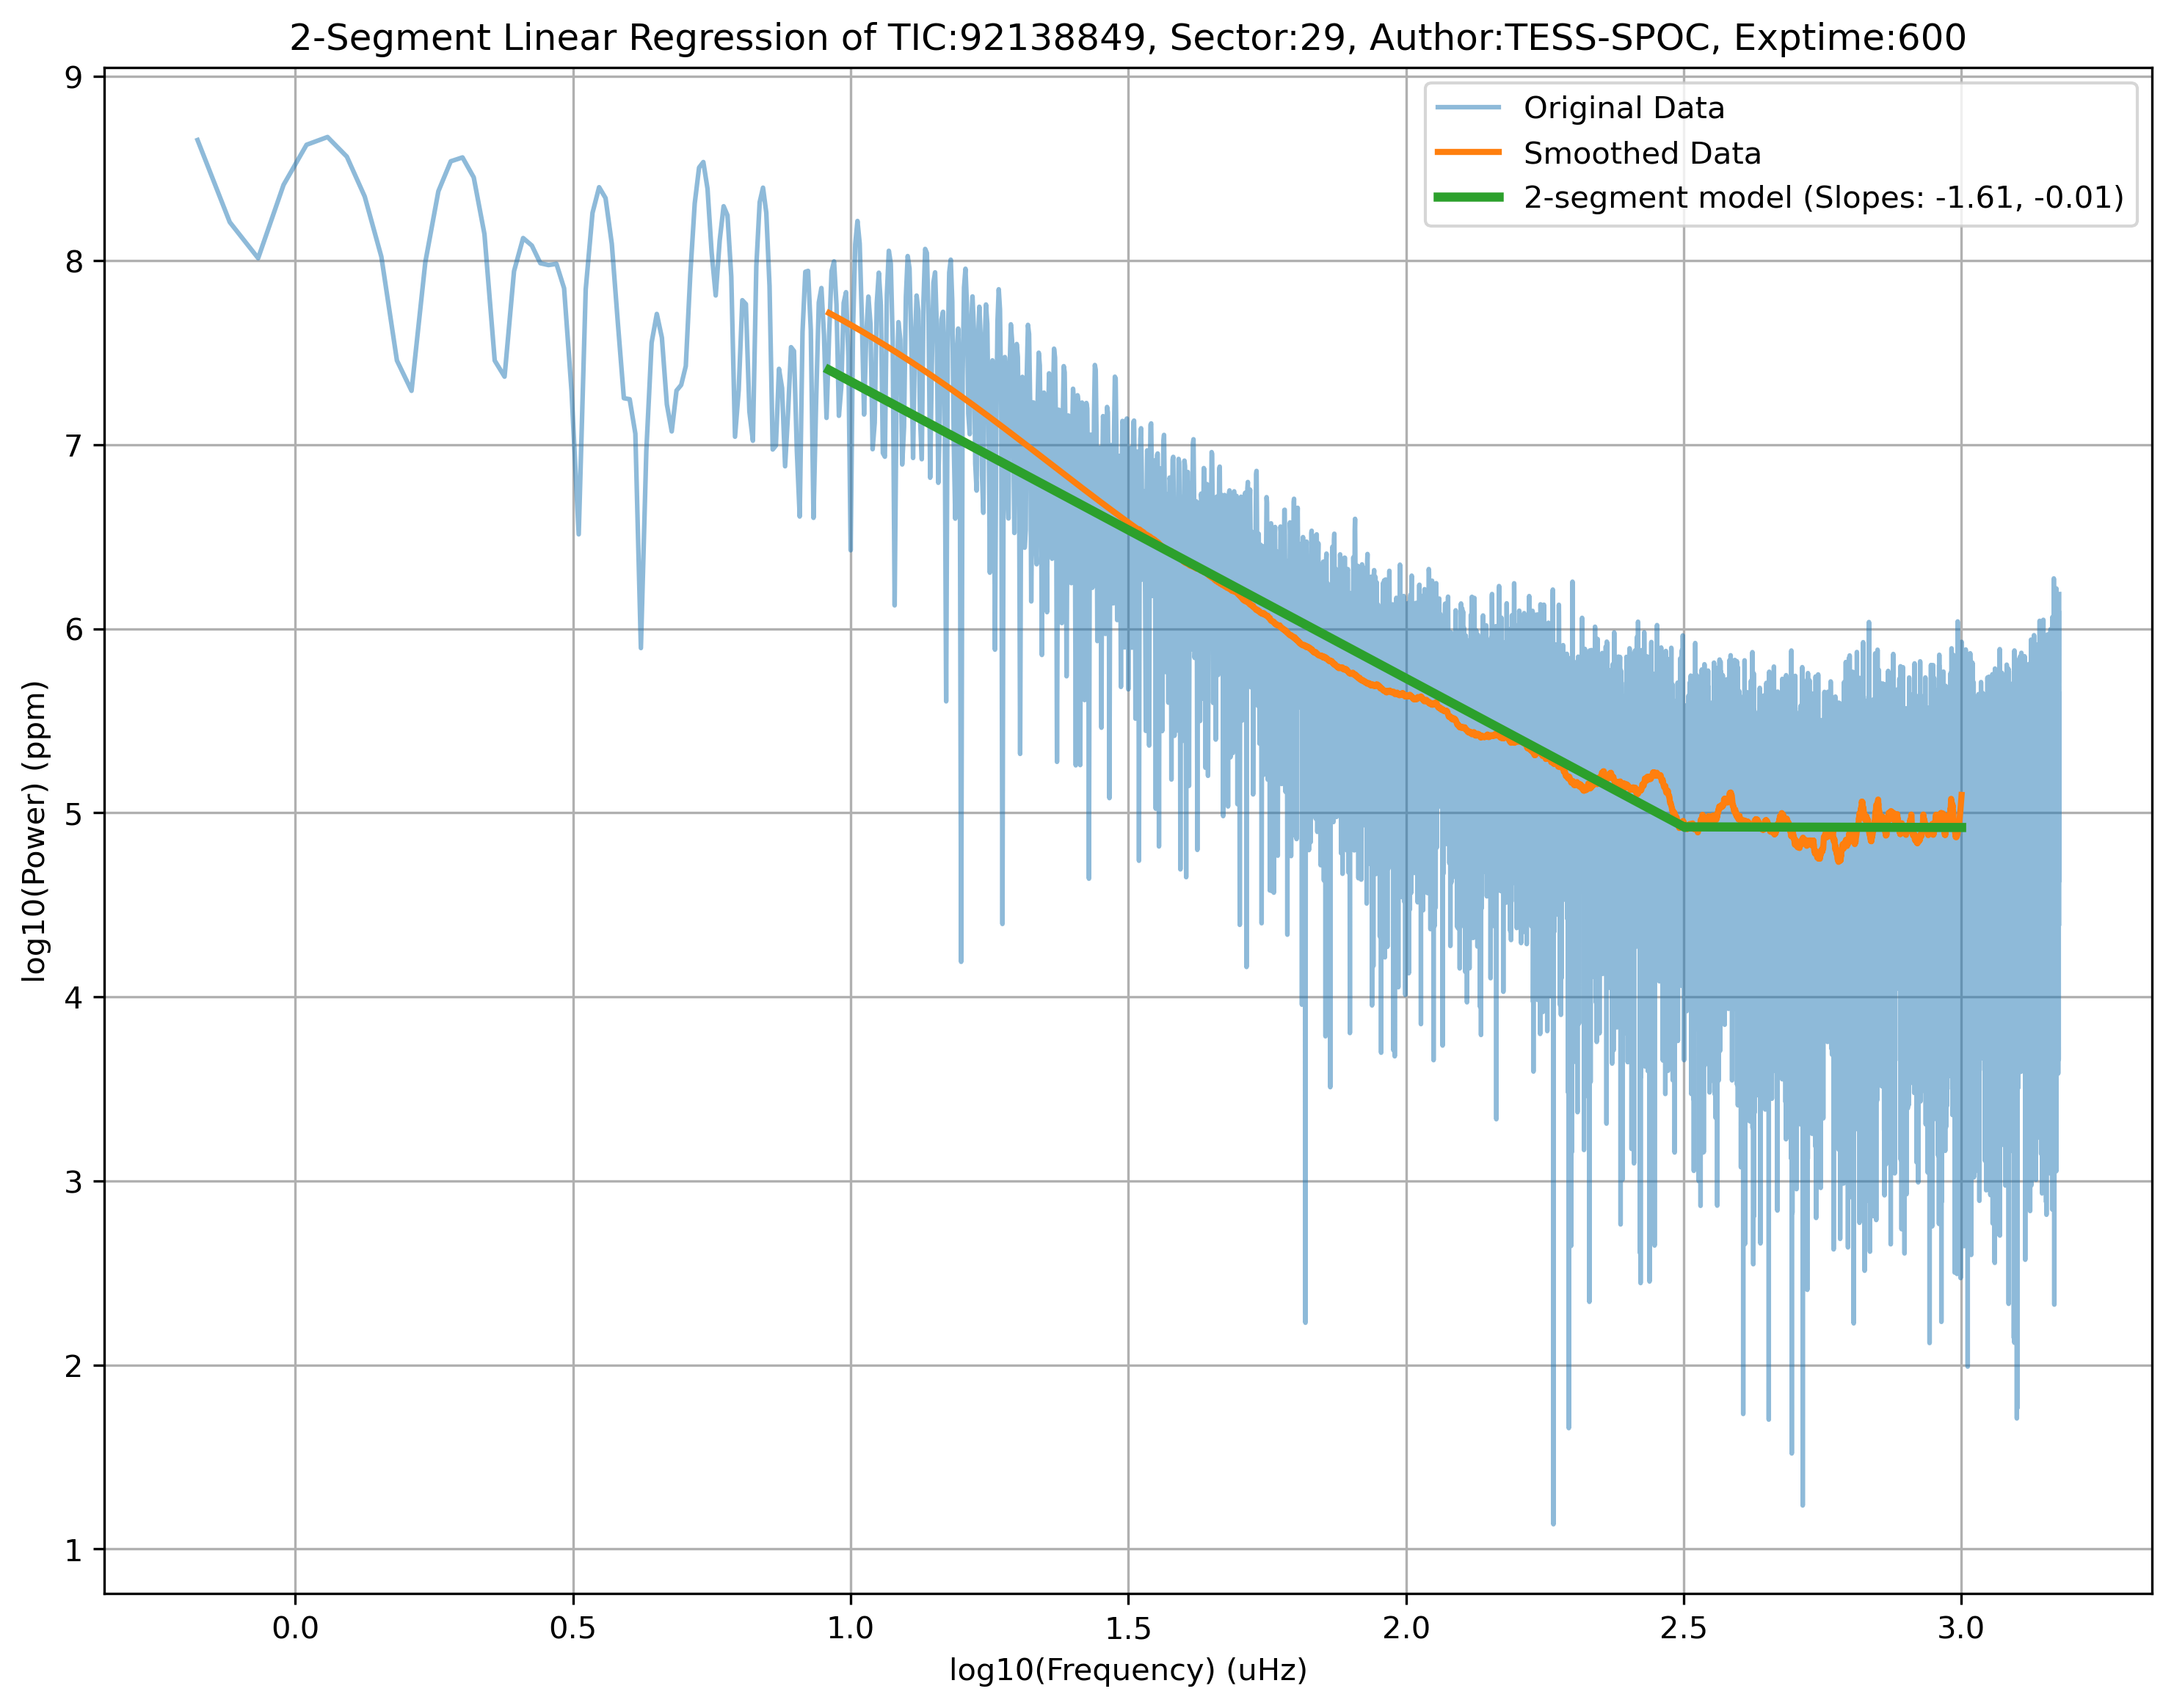 2-Segment Linear Regression of TIC:92138849, Sector:29, Author:TESS-SPOC, Exptime:600
Original Data
Smoothed Data
2-segment model (Slopes: -1.61, -0.01)
9
8
7
6
5
4
3
2
1
log10(Power) (ppm)
0.0 0.5 1.0 1.5 2.0 2.5 3.0
log10(Frequency) (uHz)